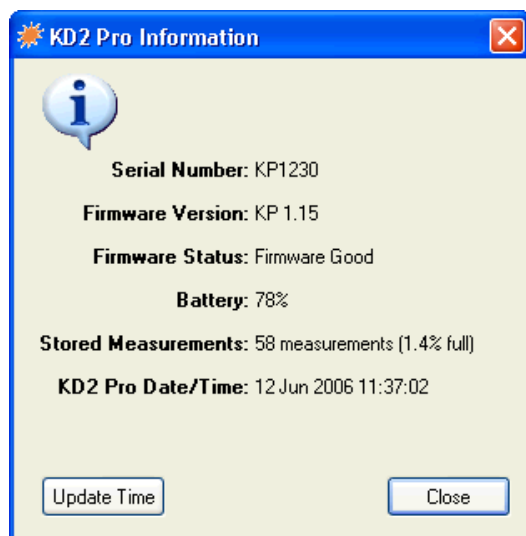 KD2 Pro Information
Serial Number: KP1230
Firmware Version: KP 1.15
Firmware Status: Firmware Good
Battery: 78%
Stored Measurements: 58 measurements (1.4% full)
KD2 Pro Date/Time: 12 Jun 2006 11:37:02
Update Time Close